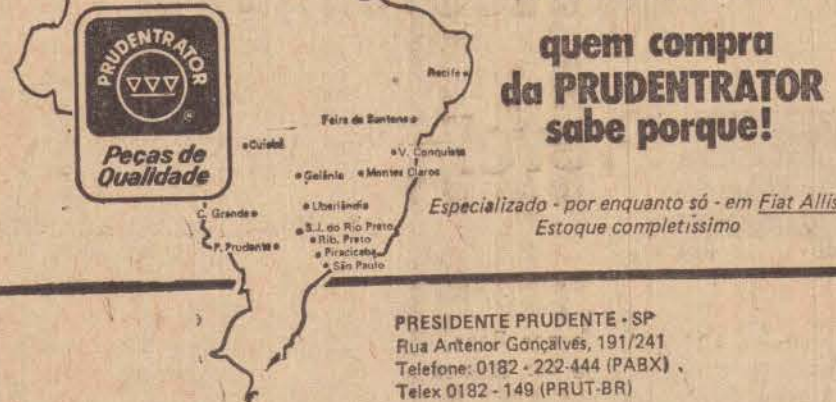 PRUDENTRATOR
®
Peças de
Qualidade
quem compra
da PRUDENTRATOR
sabe porque!
Especializado - por enquanto só - em Fiat Allis
Estoque completíssimo
Recife
Feira de Santana
V. Conquista
Cuiabá
Goiânia
Montes Claros
Uberlândia
C. Grande
S.J. do Rio Preto
Rib. Preto
P. Prudente
Piracicaba
São Paulo
PRESIDENTE PRUDENTE - SP
Rua Antenor Gonçalves, 191/241
Telefone: 0182 - 222-444 (PABX)
Telex 0182 - 149 (PRUT-BR)